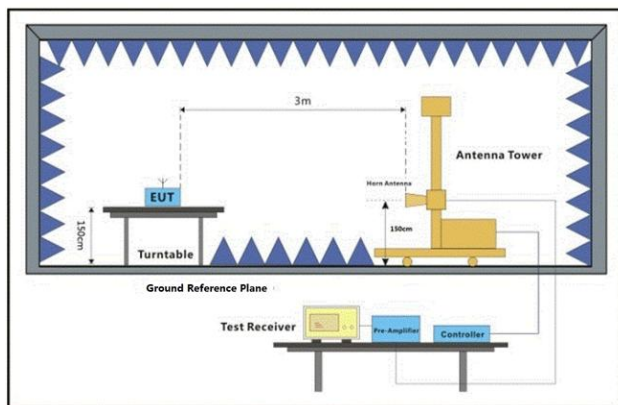 3m
Antenna Tower
Horn Antenna
EUT
150cm
150cm
Turntable
Ground Reference Plane
Test Receiver
Pre-Amplifier
Controller